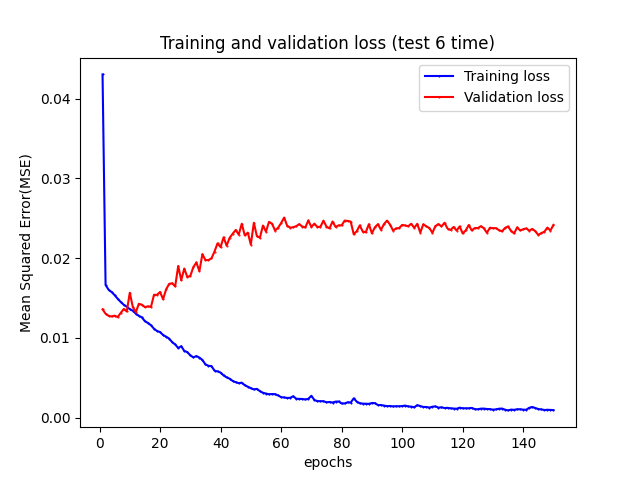 Training and validation loss (test 6 time)
Training loss
Validation loss
Mean Squared Error(MSE)
0.04
0.03
0.02
0.01
0.00
0 20 40 60 80 100 120 140
epochs